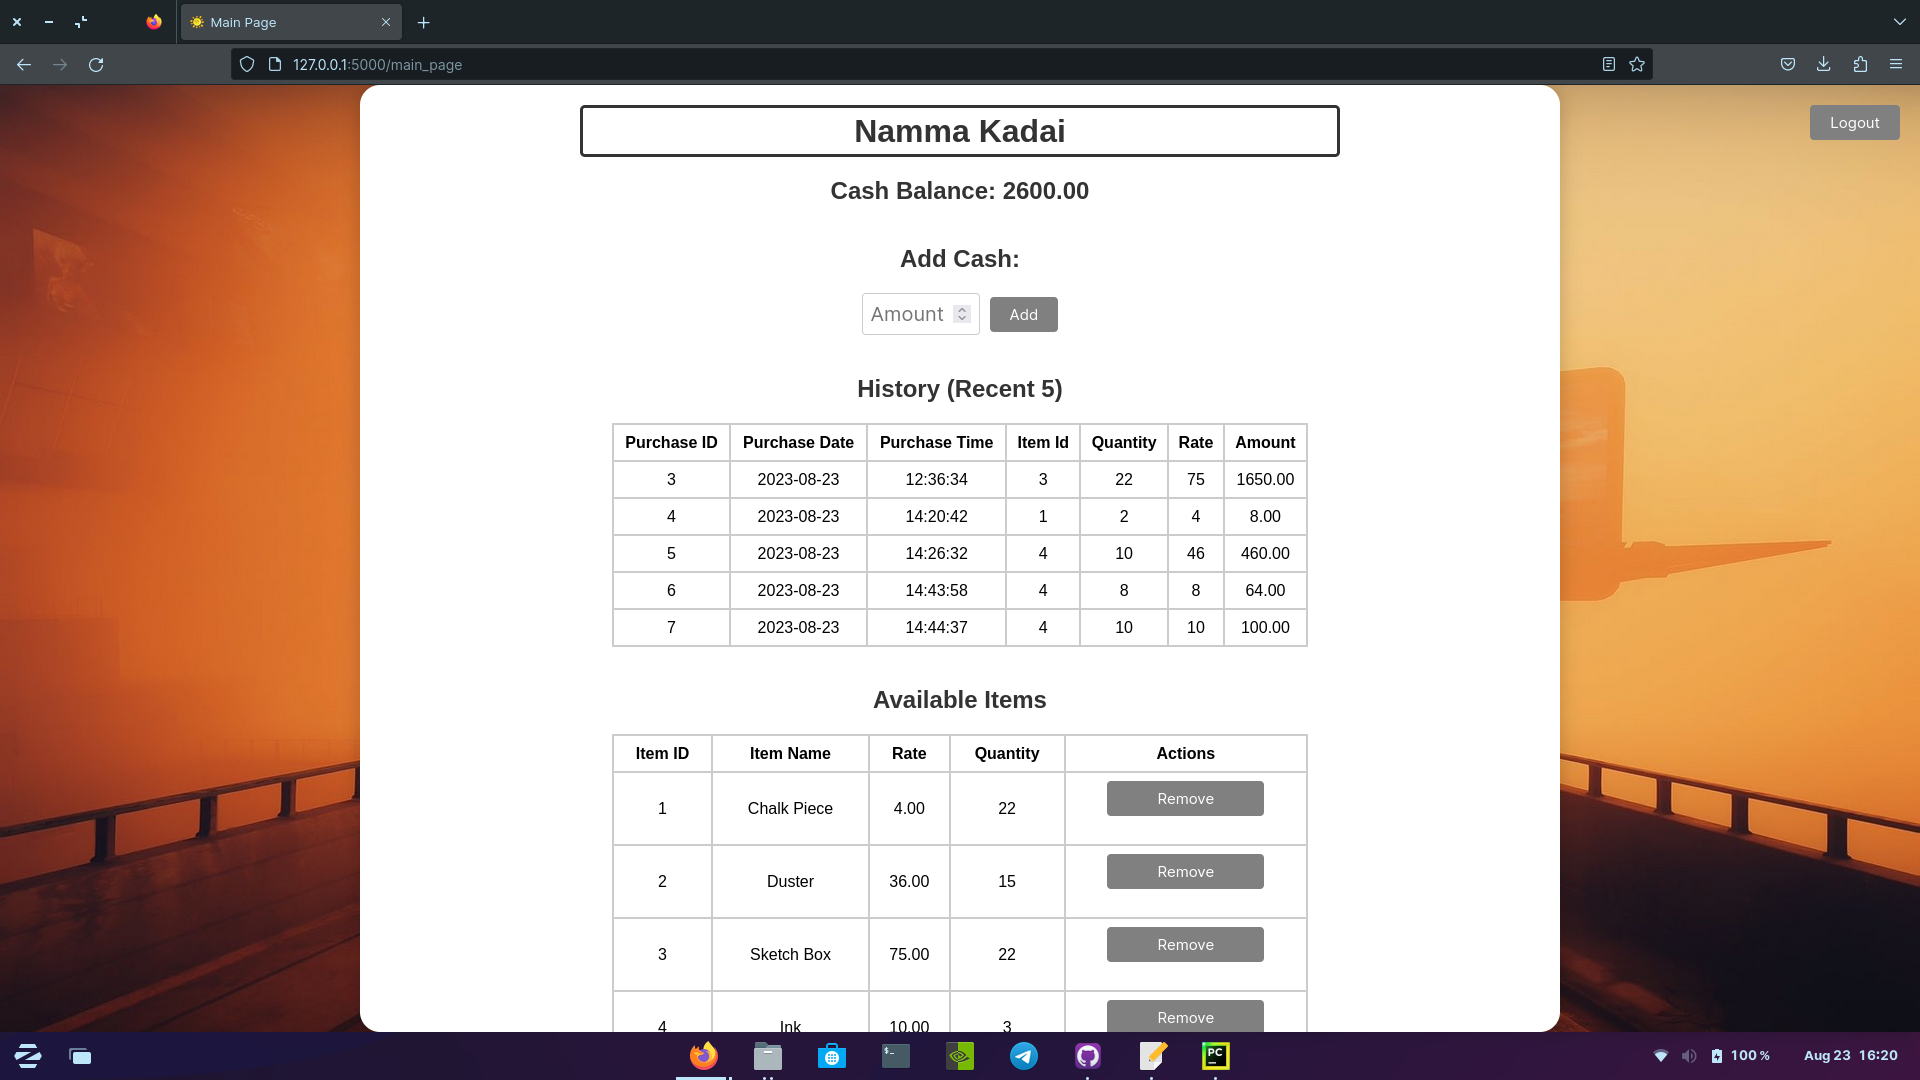 Main Page
127.0.0.1:5000/main_page
Logout
Namma Kadai
Cash Balance: 2600.00
Add Cash:
Amount Add
History (Recent 5)
Purchase ID Purchase Date Purchase Time Item Id Quantity Rate Amount
3 2023-08-23 12:36:34 3 22 75 1650.00
4 2023-08-23 14:20:42 1 2 4 8.00
5 2023-08-23 14:26:32 4 10 46 460.00
6 2023-08-23 14:43:58 4 8 8 64.00
7 2023-08-23 14:44:37 4 10 10 100.00
Available Items
Item ID Item Name Rate Quantity Actions
1 Chalk Piece 4.00 22 Remove
2 Duster 36.00 15 Remove
3 Sketch Box 75.00 22 Remove
4 Ink 10.00 3 Remove
$_ PC 100 % Aug 23 16:20